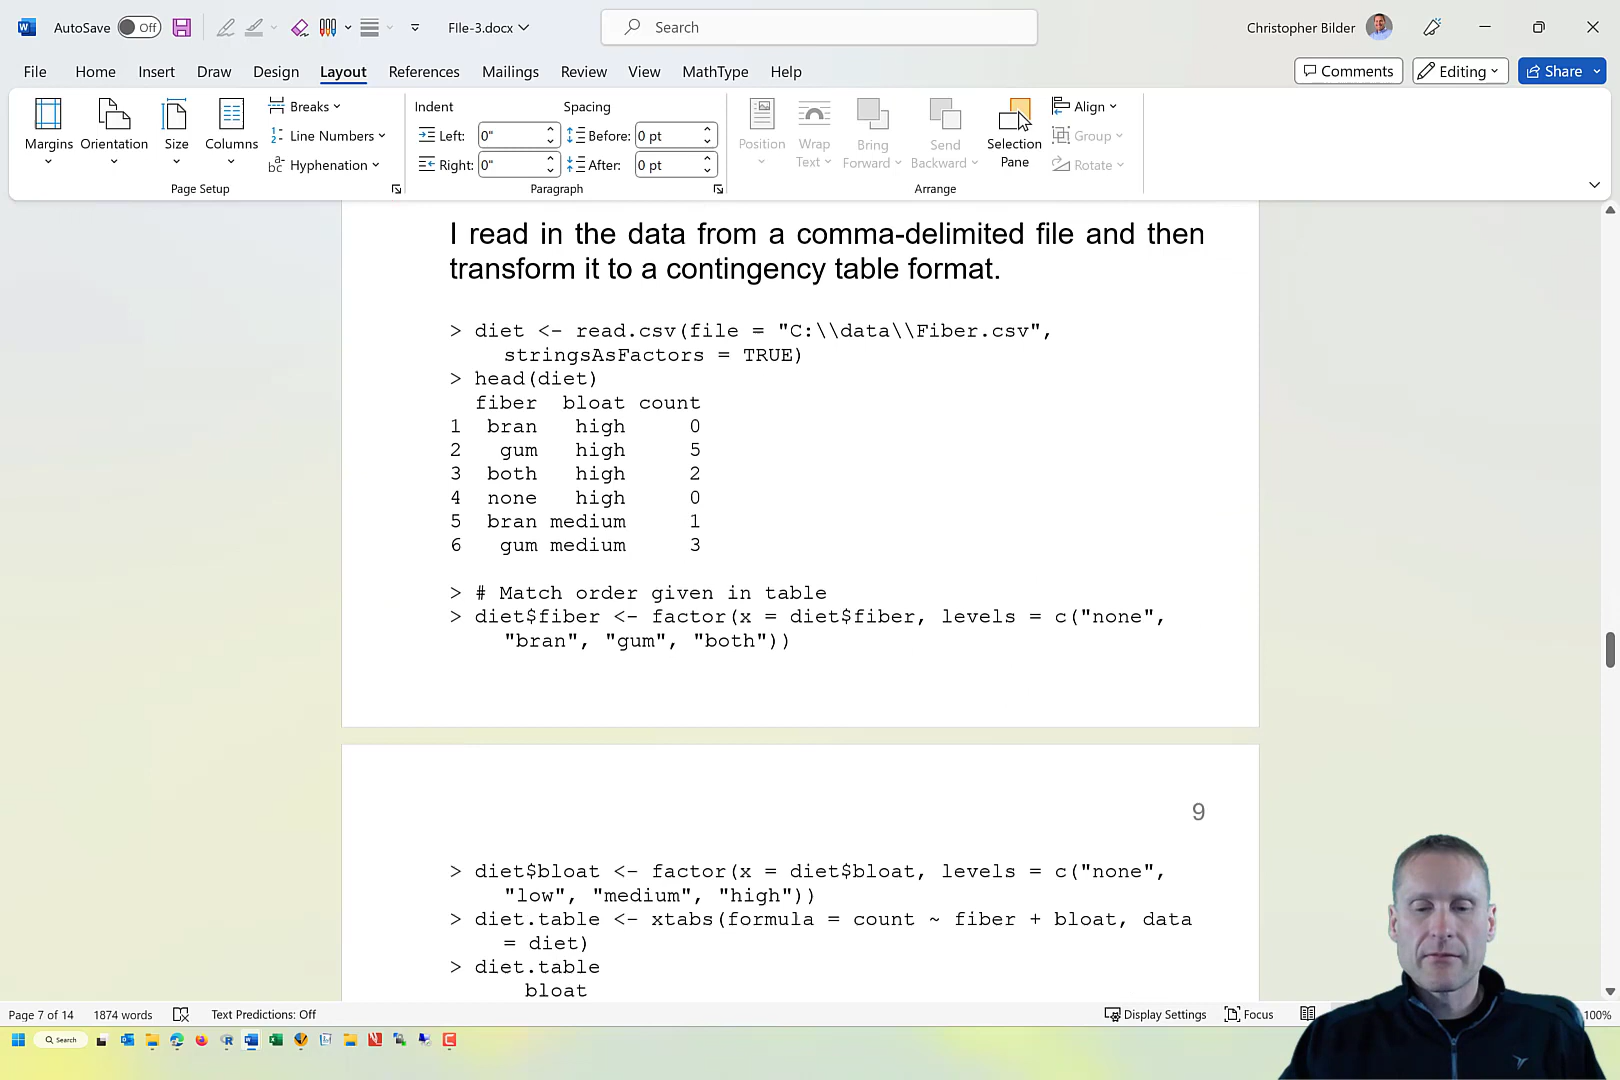 AutoSave Off FIle-3.docx Search Christopher Bilder
File Home Insert Draw Design Layout References Mailings Review View MathType Help Comments Editing Share
Margins Orientation Size Columns
Breaks
Line Numbers
Hyphenation
Page Setup
Indent Spacing
Left: 0" Before: 0 pt
Right: 0" After: 0 pt
Paragraph
Position Wrap Text Bring Forward Send Backward Selection Pane
Align
Group
Rotate
Arrange
I read in the data from a comma-delimited file and then
transform it to a contingency table format.
> diet <- read.csv(file = "C:\\data\\Fiber.csv",
stringsAsFactors = TRUE)
> head(diet)
fiber bloat count
1 bran high 0
2 gum high 5
3 both high 2
4 none high 0
5 bran medium 1
6 gum medium 3
> # Match order given in table
> diet$fiber <- factor(x = diet$fiber, levels = c("none",
"bran", "gum", "both"))
9
> diet$bloat <- factor(x = diet$bloat, levels = c("none",
"low", "medium", "high"))
> diet.table <- xtabs(formula = count ~ fiber + bloat, data
= diet)
> diet.table
bloat
Page 7 of 14 1874 words Text Predictions: Off Display Settings Focus 100%
Search